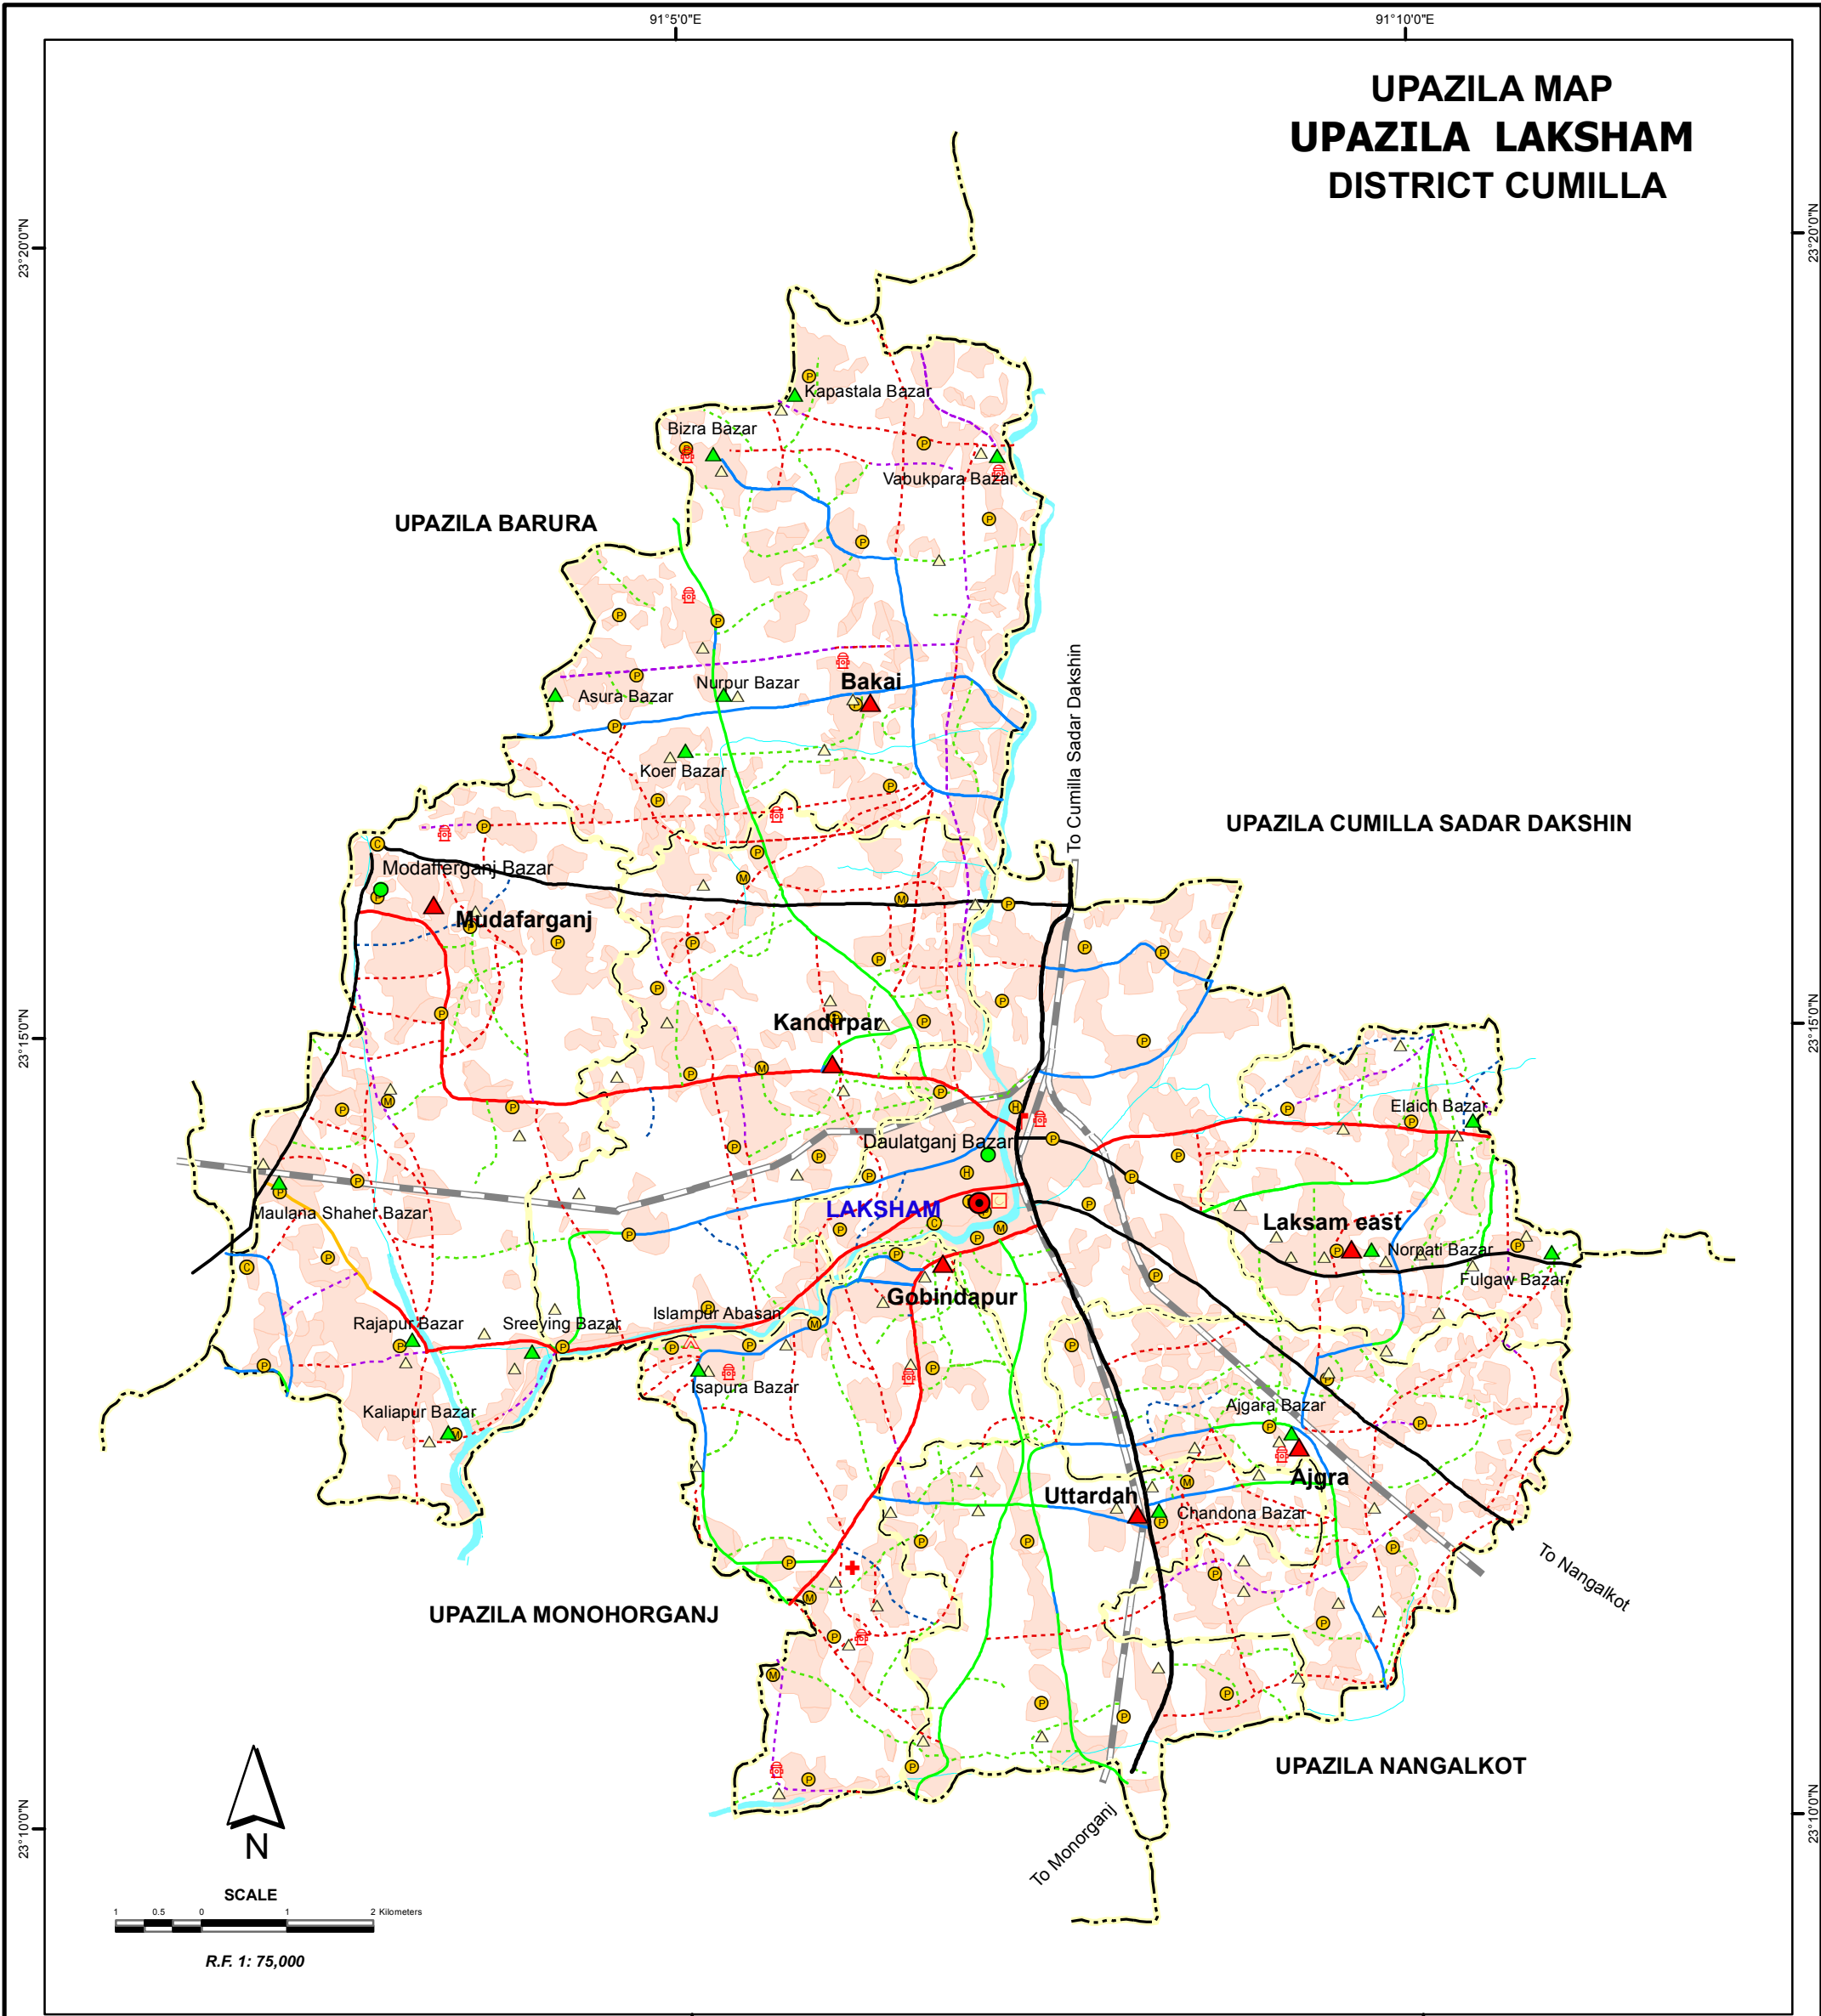 91°5'0"E
91°10'0"E
UPAZILA MAP
UPAZILA LAKSHAM
DISTRICT CUMILLA
23°20'0"N
23°20'0"N
Kapastala Bazar
Bizra Bazar
Vabukpara Bazar
UPAZILA BARURA
To Cumilla Sadar Dakshin
Bakai
Nurpur Bazar
Asura Bazar
Koer Bazar
UPAZILA CUMILLA SADAR DAKSHIN
Modafferganj Bazar
Mudafarganj
Kandirpar
23°15'0"N
23°15'0"N
Elaich Bazar
Daulatganj Bazar
LAKSHAM
Maulana Shaher Bazar
Laksam east
Norpati Bazar
Fulgaw Bazar
Gobindapur
Islampur Abasan
Rajapur Bazar
Sreeying Bazar
Isapura Bazar
Kaliapur Bazar
Ajgara Bazar
Ajgra
Uttardah
Chandona Bazar
To Nangalkot
UPAZILA MONOHORGANJ
UPAZILA NANGALKOT
23°10'0"N
23°10'0"N
To Monorganj
N
SCALE
1 0.5 0 1 2 Kilometers
R.F. 1: 75,000